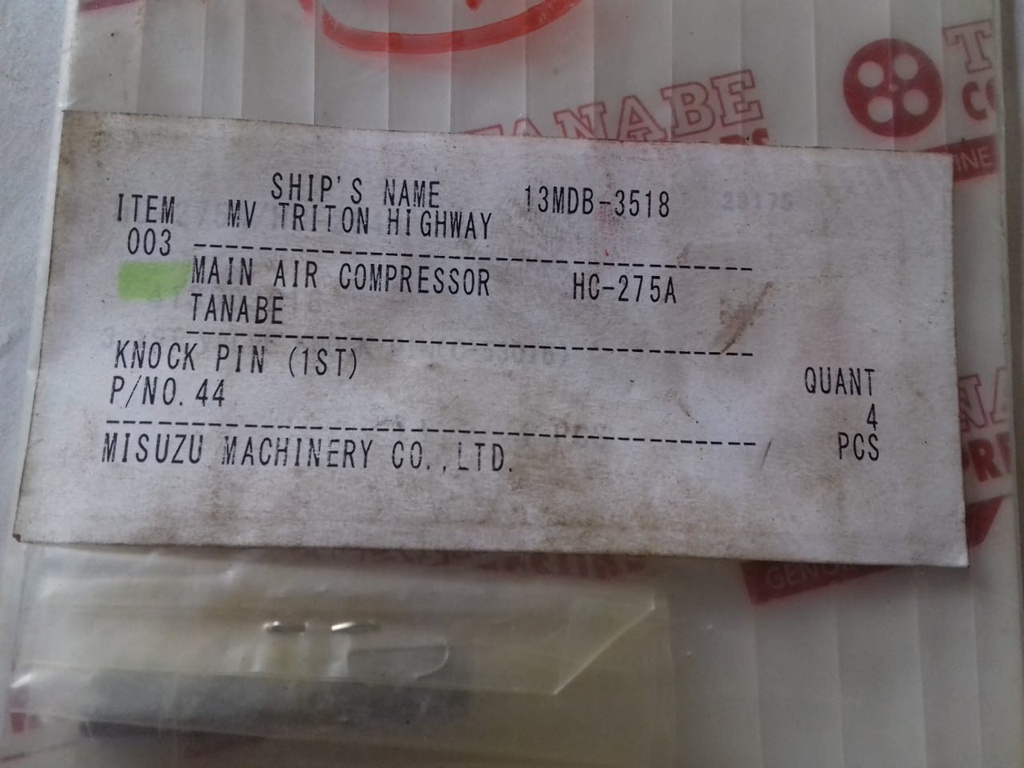 TANABE
SHIP'S NAME 13MDB-3518
ITEM MV TRITON HIGHWAY
003
MAIN AIR COMPRESSOR HC-275A
TANABE
KNOCK PIN (1ST) QUANT
P/NO. 44 4
PCS
MISUZU MACHINERY CO.,LTD.